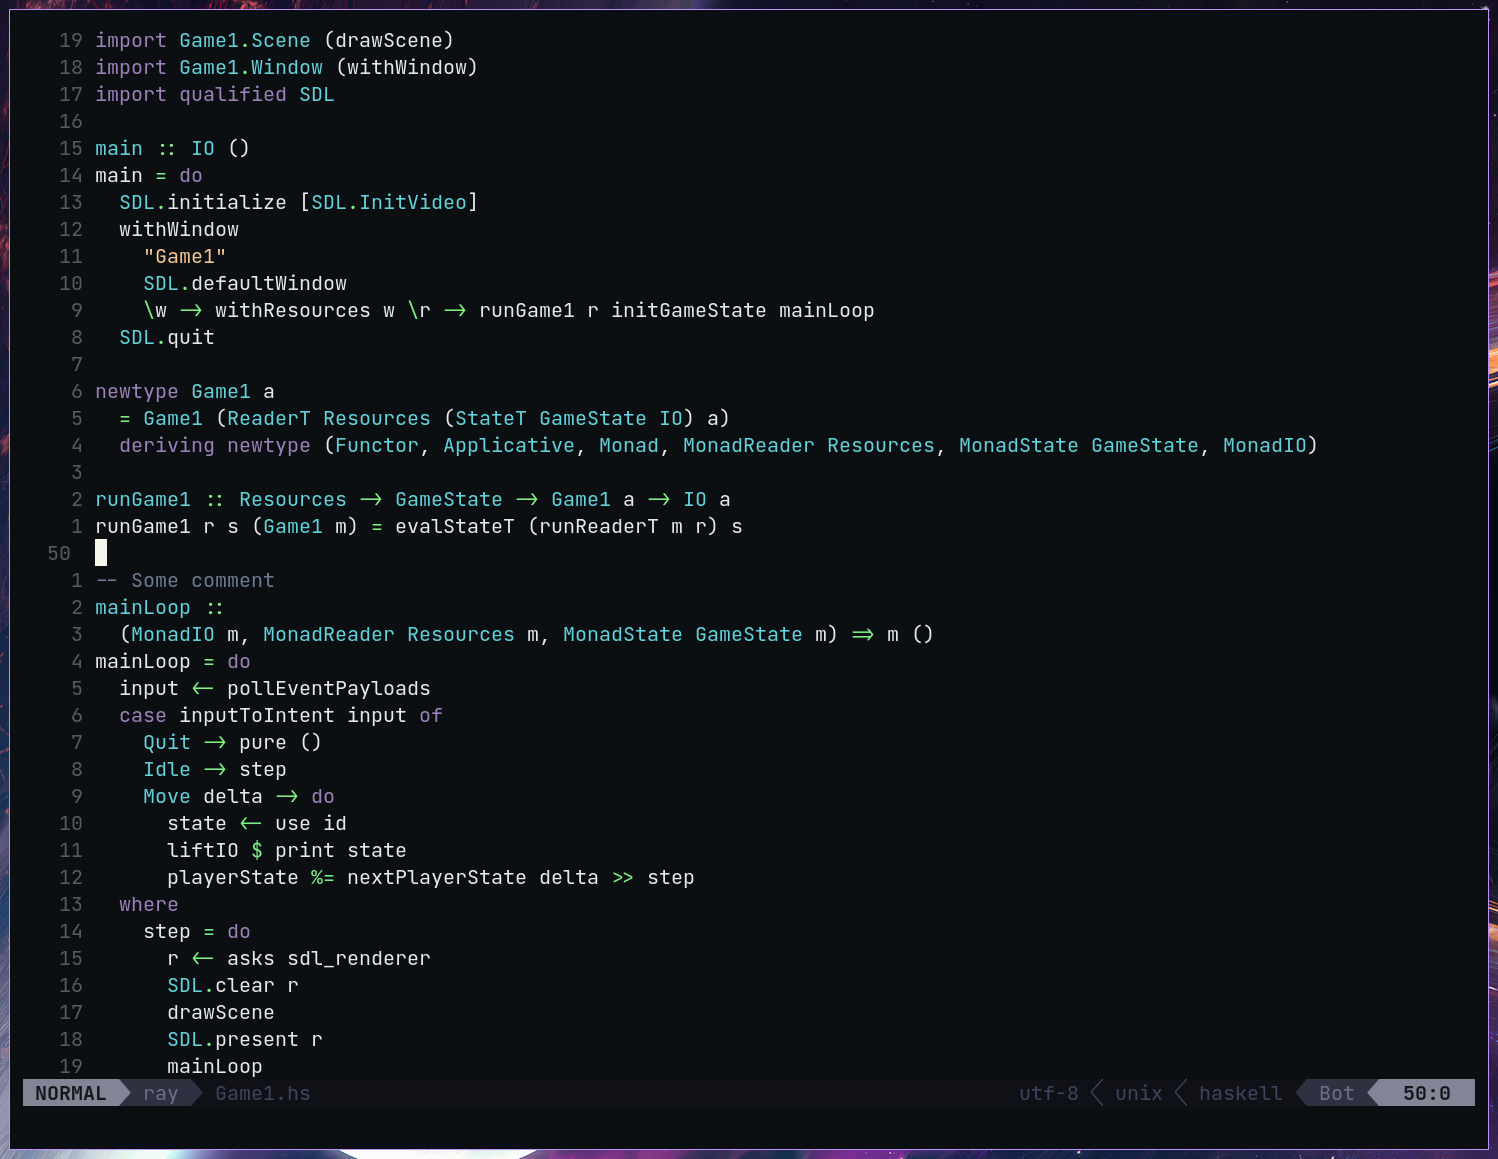 19 import Game1.Scene (drawScene)
18 import Game1.Window (withWindow)
17 import qualified SDL
16
15 main :: IO ()
14 main = do
13   SDL.initialize [SDL.InitVideo]
12   withWindow
11     "Game1"
10     SDL.defaultWindow
 9     \w -> withResources w \r -> runGame1 r initGameState mainLoop
 8   SDL.quit
 7
 6 newtype Game1 a
 5   = Game1 (ReaderT Resources (StateT GameState IO) a)
 4   deriving newtype (Functor, Applicative, Monad, MonadReader Resources, MonadState GameState, MonadIO)
 3
 2 runGame1 :: Resources -> GameState -> Game1 a -> IO a
 1 runGame1 r s (Game1 m) = evalStateT (runReaderT m r) s
50
 1 -- Some comment
 2 mainLoop ::
 3   (MonadIO m, MonadReader Resources m, MonadState GameState m) => m ()
 4 mainLoop = do
 5   input <- pollEventPayloads
 6   case inputToIntent input of
 7     Quit -> pure ()
 8     Idle -> step
 9     Move delta -> do
10       state <- use id
11       liftIO $ print state
12       playerState %= nextPlayerState delta >> step
13   where
14     step = do
15       r <- asks sdl_renderer
16       SDL.clear r
17       drawScene
18       SDL.present r
19       mainLoop
NORMAL ray Game1.hs utf-8 unix haskell Bot 50:0